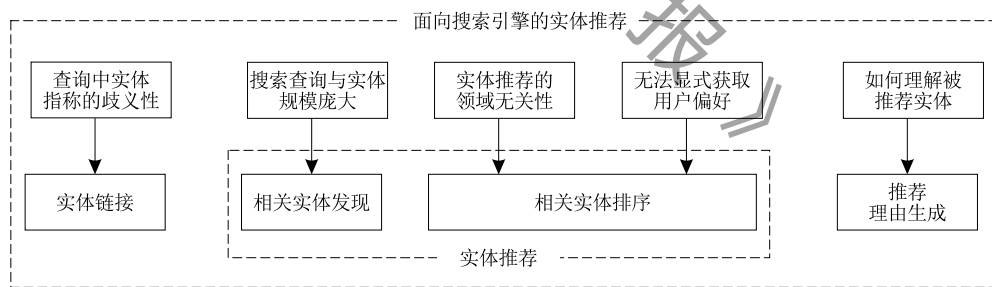 面向搜索引擎的实体推荐
查询中实体
指称的歧义性
搜索查询与实体
规模庞大
实体推荐的
领域无关性
无法显式获取
用户偏好
如何理解被
推荐实体
实体链接
相关实体发现
相关实体排序
推荐
理由生成
实体推荐
报》